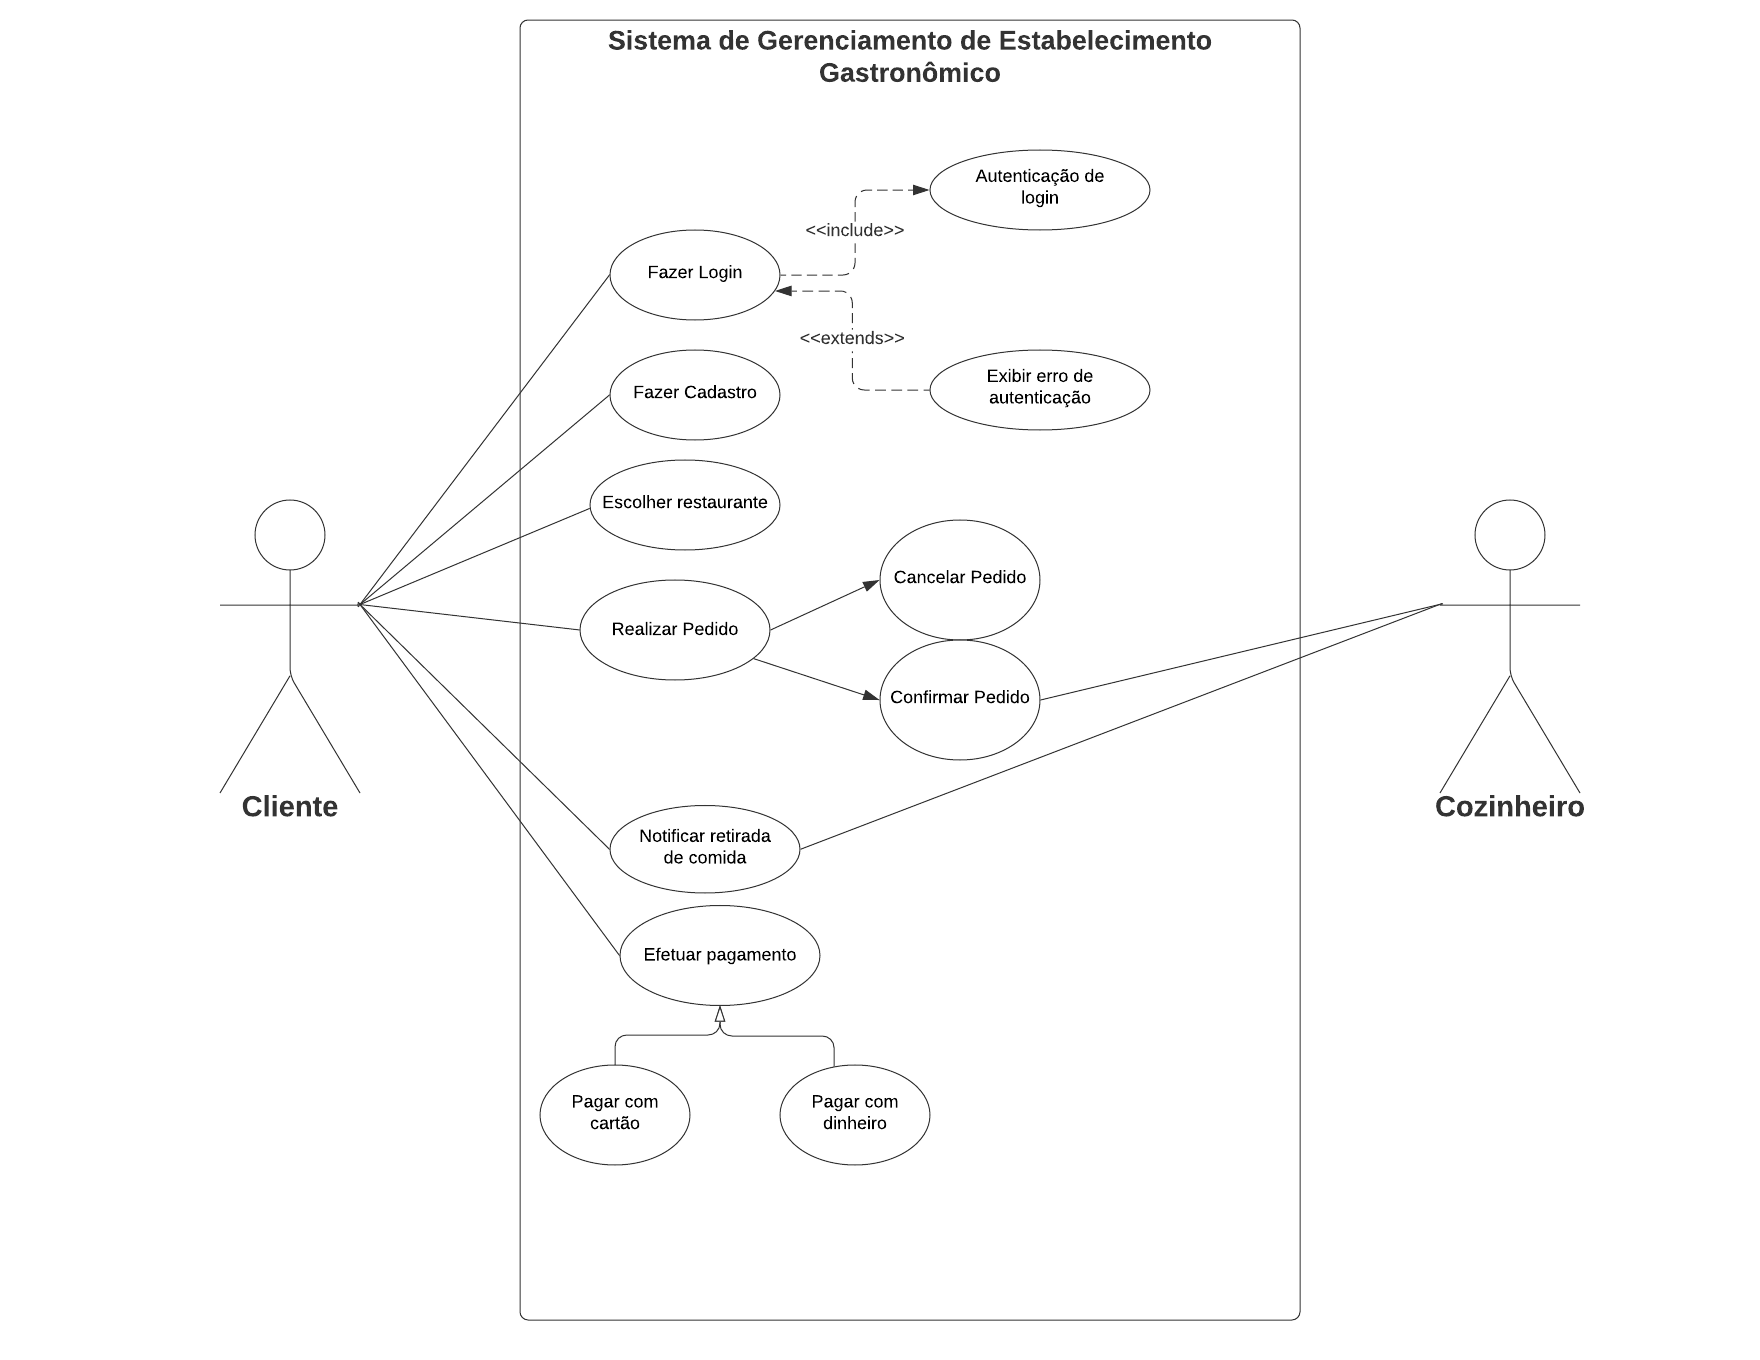 Sistema de Gerenciamento de Estabelecimento
Gastronômico
Autenticação de
login
<<include>>
Fazer Login
<<extends>>
Exibir erro de
autenticação
Fazer Cadastro
Escolher restaurante
Cancelar Pedido
Realizar Pedido
Confirmar Pedido
Cliente
Cozinheiro
Notificar retirada
de comida
Efetuar pagamento
Pagar com
cartão
Pagar com
dinheiro